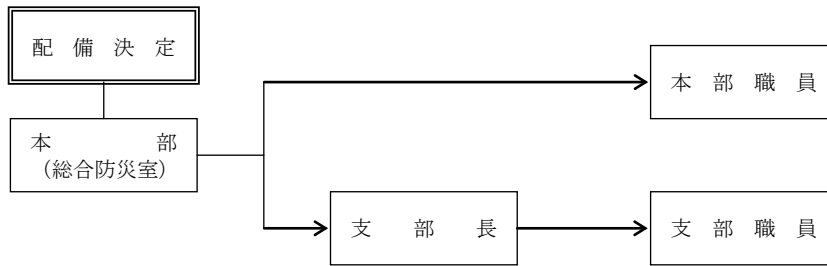 配備決定
本部
（総合防災室）
本部職員
支部長
支部職員